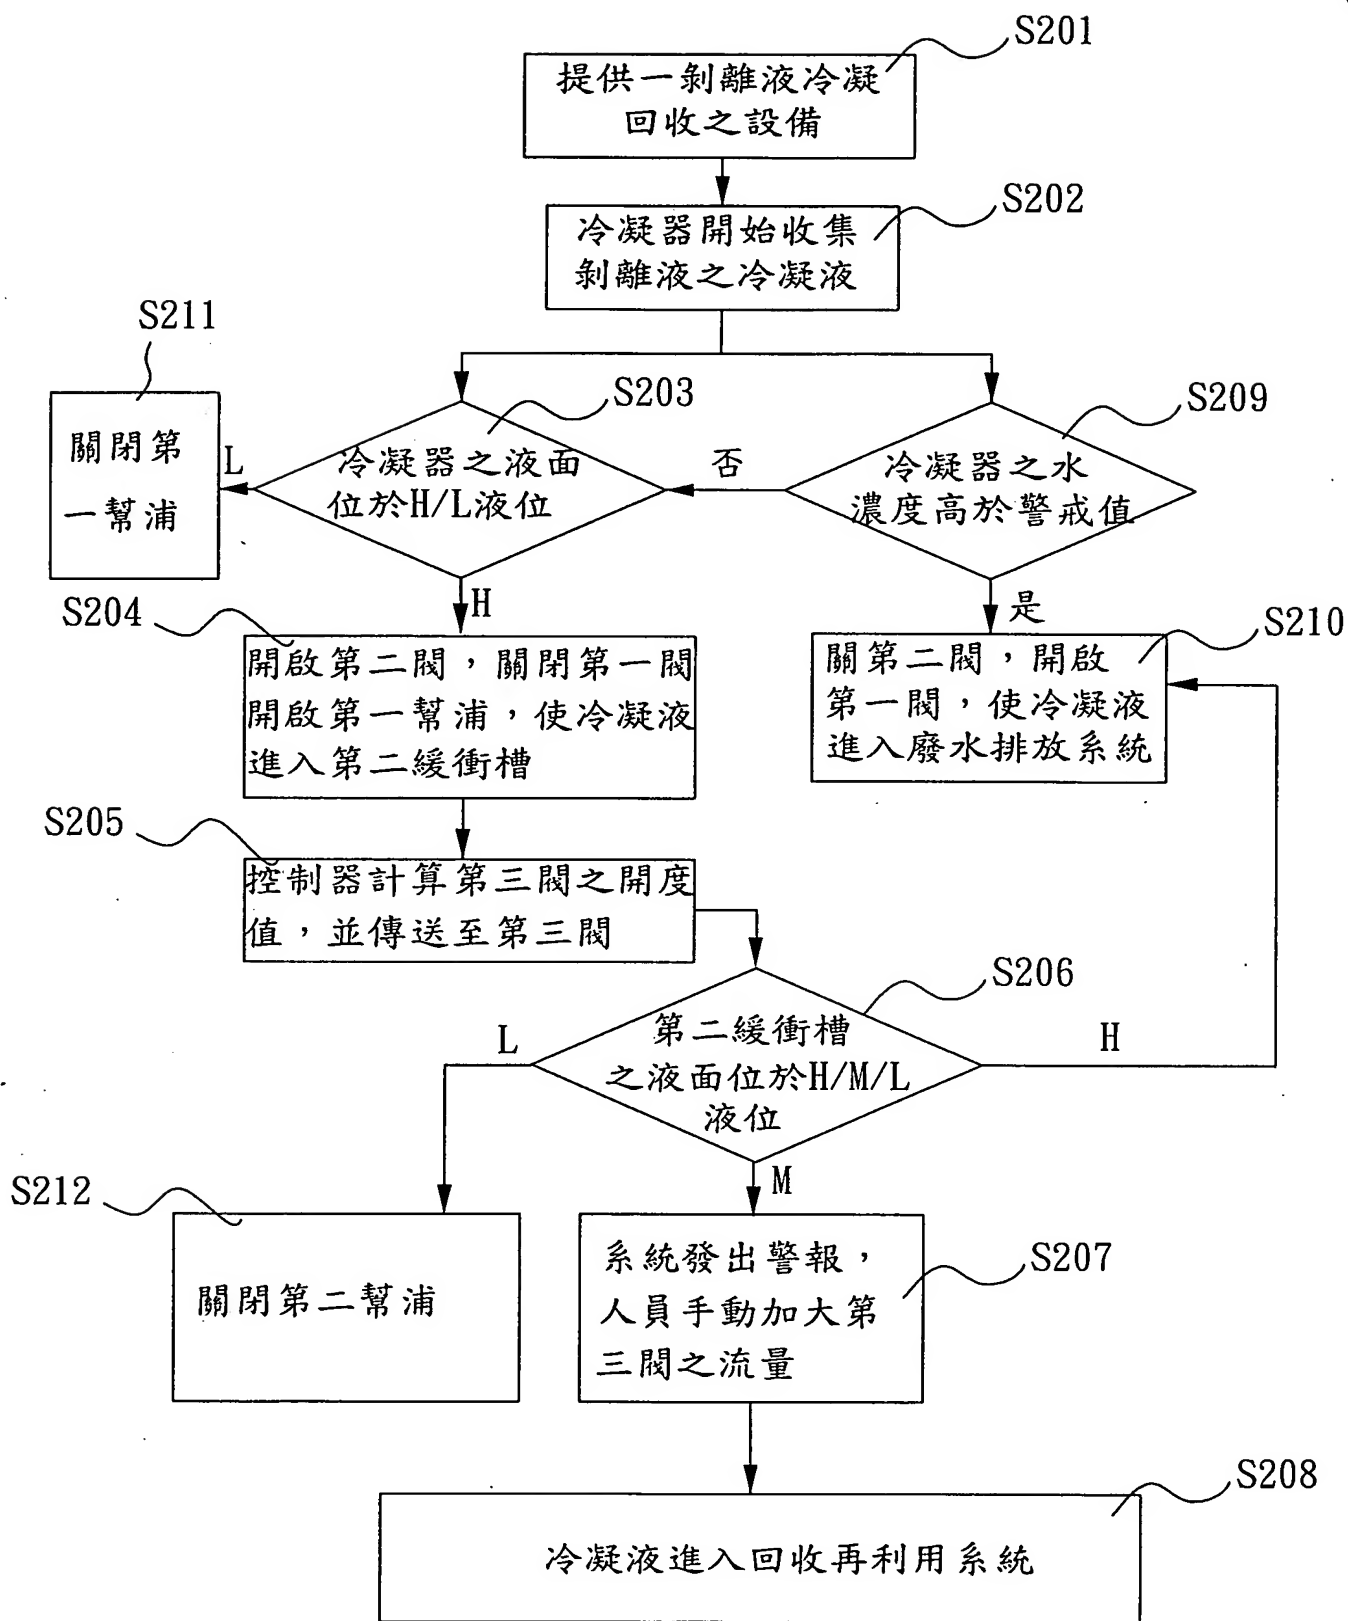 S201
提供一剝離液冷凝
回收之設備
S202
冷凝器開始收集
剝離液之冷凝液
S211
關閉第
一幫浦
L
S203
冷凝器之液面
位於H/L液位
否
S209
冷凝器之水
濃度高於警戒值
H
是
S204
開啟第二閥，關閉第一閥
開啟第一幫浦，使冷凝液
進入第二緩衝槽
S210
關第二閥，開啟
第一閥，使冷凝液
進入廢水排放系統
S205
控制器計算第三閥之開度
值，並傳送至第三閥
S206
第二緩衝槽
之液面位於H/M/L
液位
L
H
M
S212
關閉第二幫浦
S207
系統發出警報，
人員手動加大第
三閥之流量
S208
冷凝液進入回收再利用系統